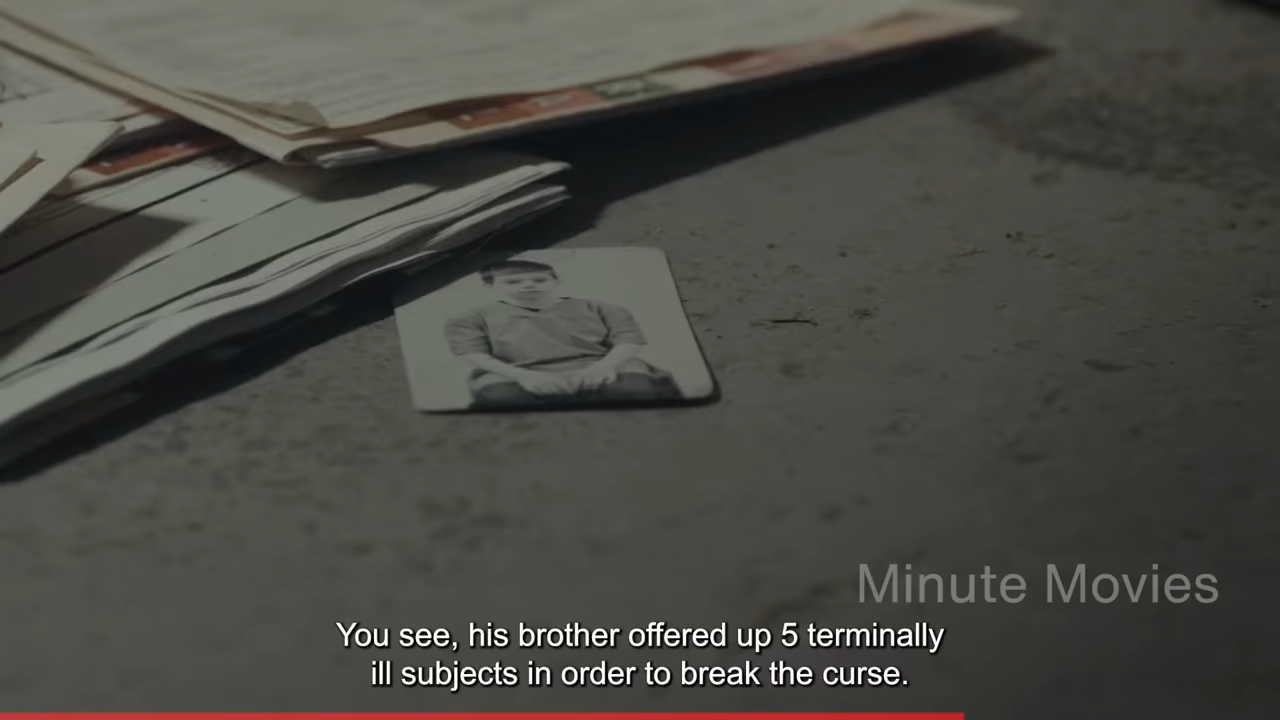 Minute Movies
You see, his brother offered up 5 terminally
ill subjects in order to break the curse.